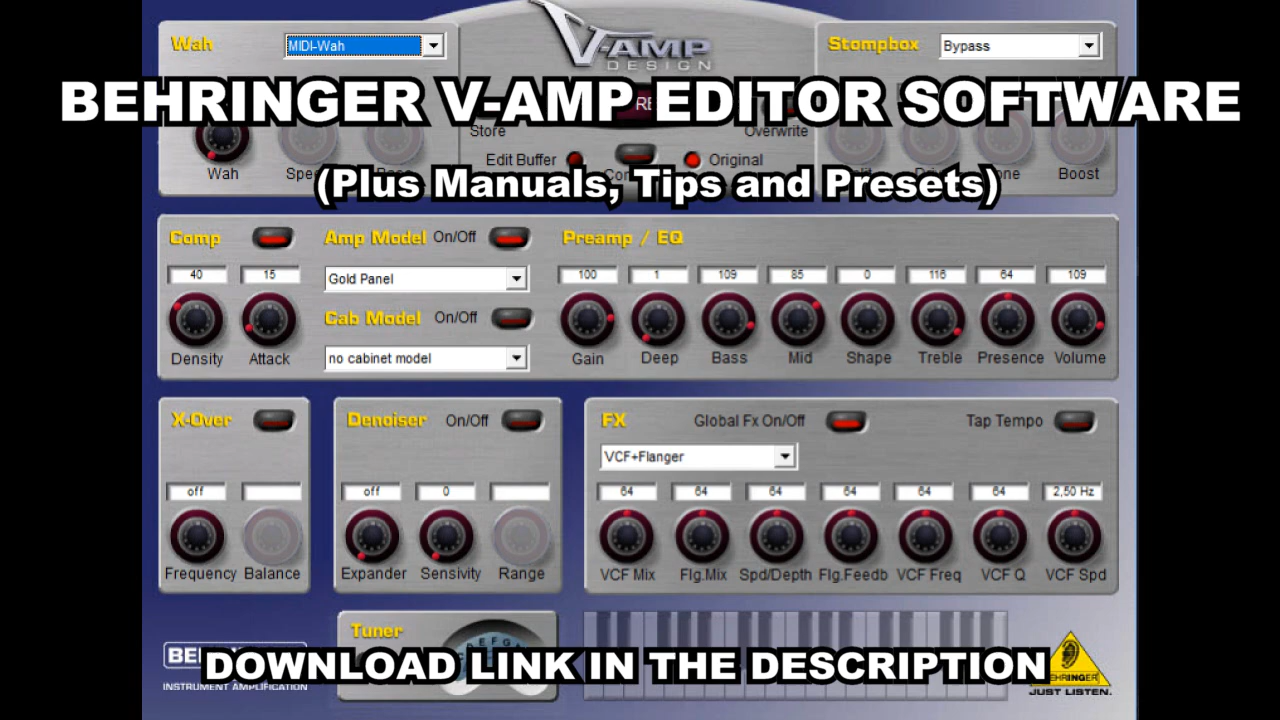 Wah
MIDI-Wah
V-AMP
DESIGN
Stompbox
Bypass
BEHRINGER V-AMP EDITOR SOFTWARE
Store
Overwrite
Edit Buffer
Original
Wah
Boost
(Plus Manuals, Tips and Presets)
Comp
Amp Model On/Off
Preamp / EQ
40 15
Gold Panel
100 1 109 85 0 116 64 109
Cab Model On/Off
no cabinet model
Density Attack
Gain Deep Bass Mid Shape Treble Presence Volume
X-Over
Denoiser On/Off
FX Global Fx On/Off Tap Tempo
VCF+Flanger
off
off 0
64 64 64 64 64 64 2,50 Hz
Frequency Balance
Expander Sensivity Range
VCF Mix Flg.Mix Spd/Depth Flg.Feedb VCF Freq VCF Q VCF Spd
Tuner
E F G
DOWNLOAD LINK IN THE DESCRIPTION
INSTRUMENT AMPLIFICATION
BEHRINGER
JUST LISTEN.